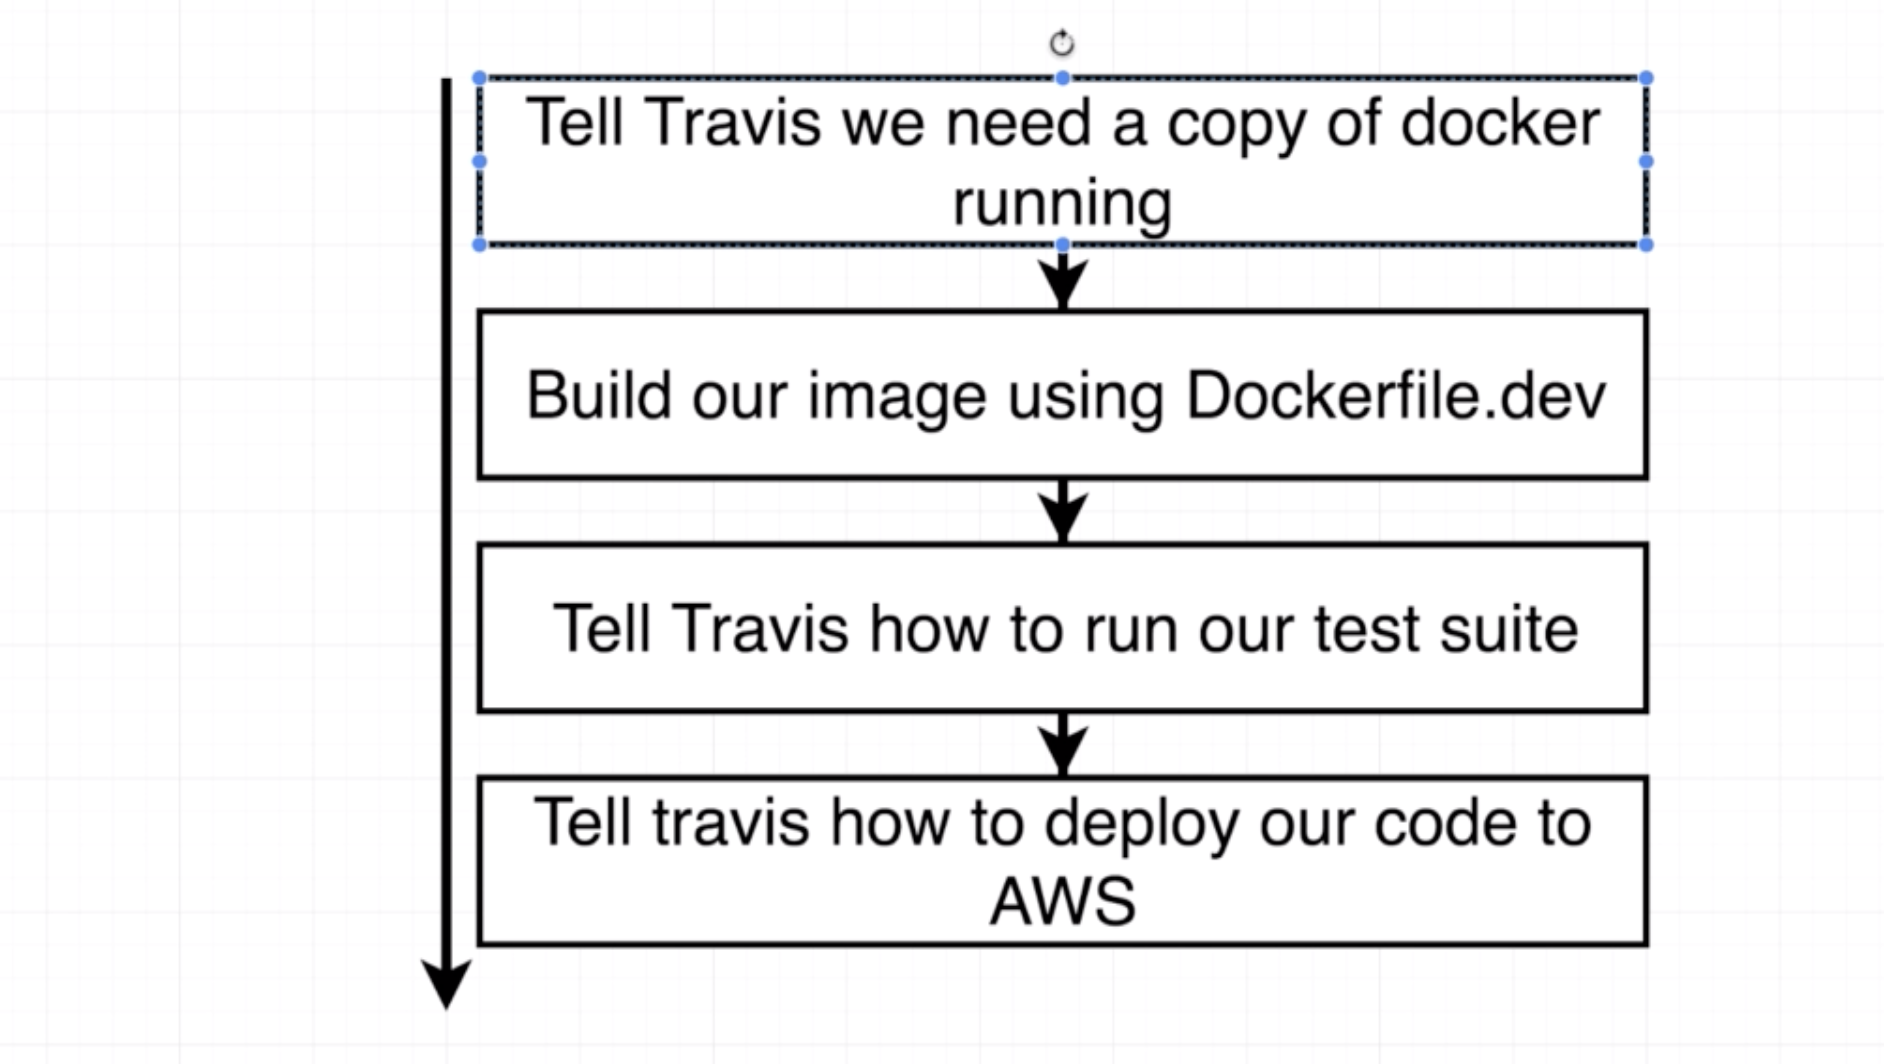 Tell Travis we need a copy of docker
running
Build our image using Dockerfile.dev
Tell Travis how to run our test suite
Tell travis how to deploy our code to
AWS